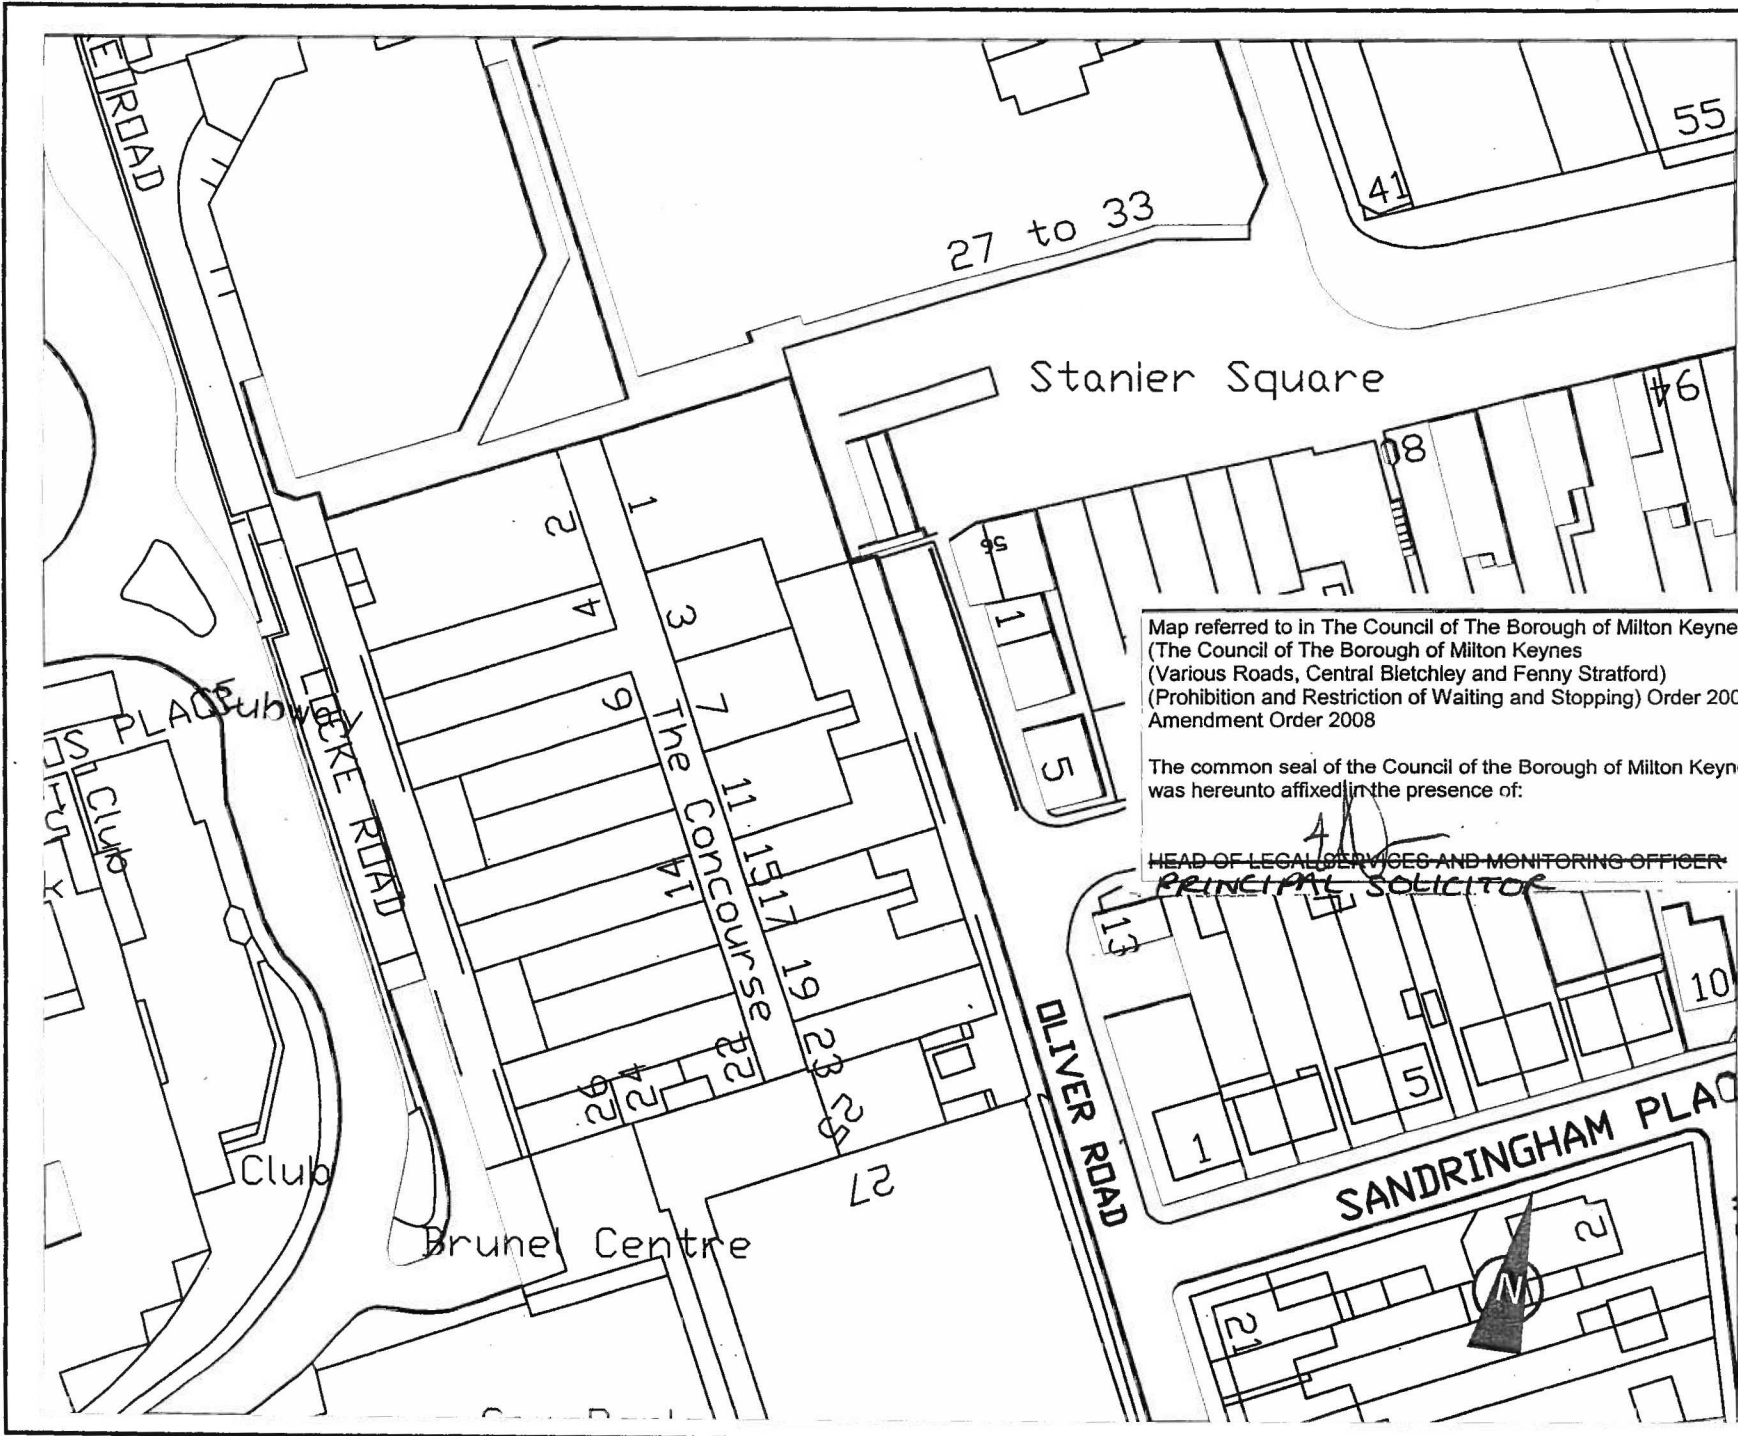 ROAD
55
41
27 to 33
Stanier Square
94
80
1
2
56
1
4
3
Map referred to in The Council of The Borough of Milton Keyne
(The Council of The Borough of Milton Keynes
(Various Roads, Central Bletchley and Fenny Stratford)
(Prohibition and Restriction of Waiting and Stopping) Order 200
Amendment Order 2008
The common seal of the Council of the Borough of Milton Keyn
was hereunto affixed in the presence of:
HEAD OF LEGAL SERVICES AND MONITORING OFFICER
PRINCIPAL SOLICITOR
PLACE
Subway
LOCKE ROAD
9
7
The Concourse
5
11
Club
14
15 17
13
19
10
22
23
24
26
25
OLIVER ROAD
5
1
SANDRINGHAM PLAC
27
Club
Brunel Centre
2
N
21